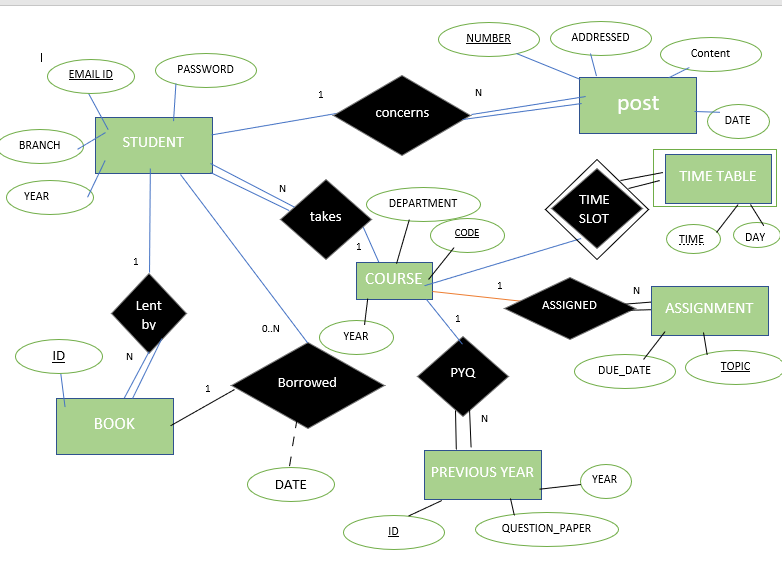 NUMBER
ADDRESSED
Content
EMAIL ID
PASSWORD
1
N
concerns
post
DATE
STUDENT
BRANCH
YEAR
TIME
SLOT
TIME TABLE
N
takes
DEPARTMENT
CODE
TIME
DAY
1
1
COURSE
1
N
ASSIGNED
ASSIGNMENT
Lent
by
0..N
YEAR
1
ID
N
DUE_DATE
TOPIC
PYQ
Borrowed
1
N
BOOK
PREVIOUS YEAR
YEAR
DATE
ID
QUESTION_PAPER